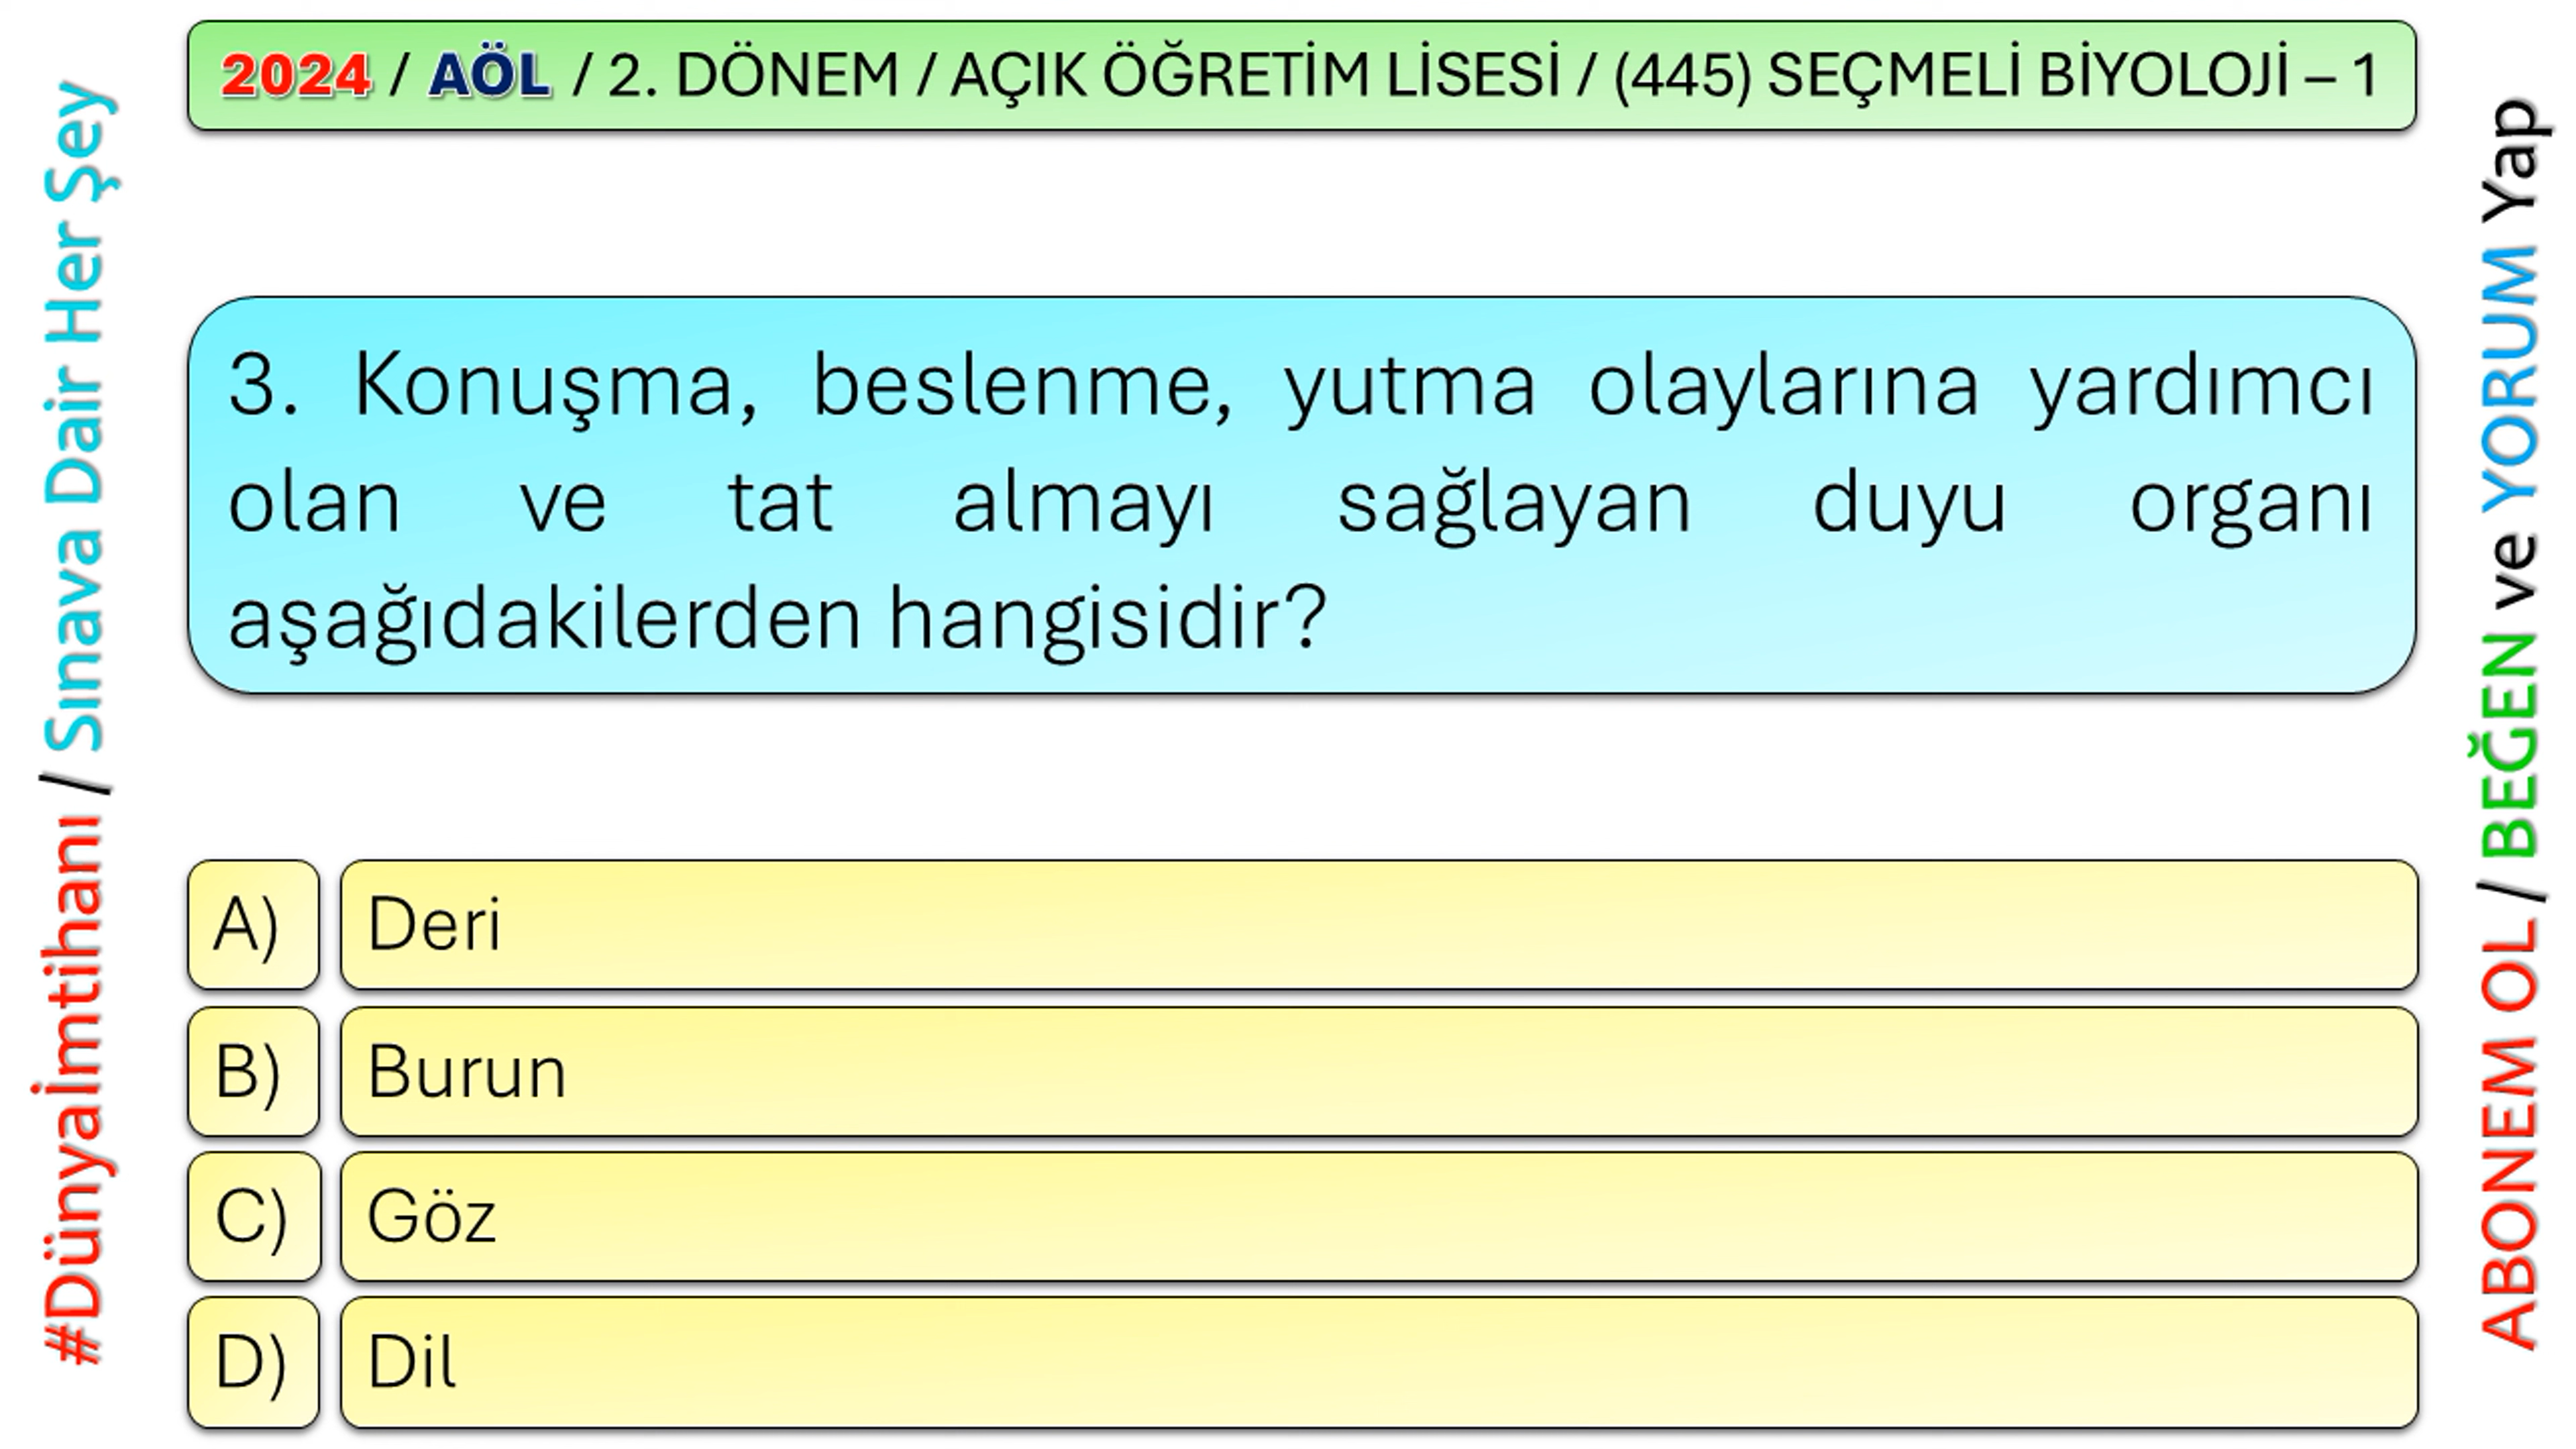 2024 / AÖL / 2. DÖNEM / AÇIK ÖĞRETİM LİSESİ / (445) SEÇMELİ BİYOLOJİ – 1
#Dünyaİmtihanı / Sınava Dair Her Şey
3. Konuşma, beslenme, yutma olaylarına yardımcı
olan ve tat almayı sağlayan duyu organı
aşağıdakilerden hangisidir?
A) Deri
B) Burun
C) Göz
D) Dil
ABONEM OL / BEĞEN ve YORUM Yap